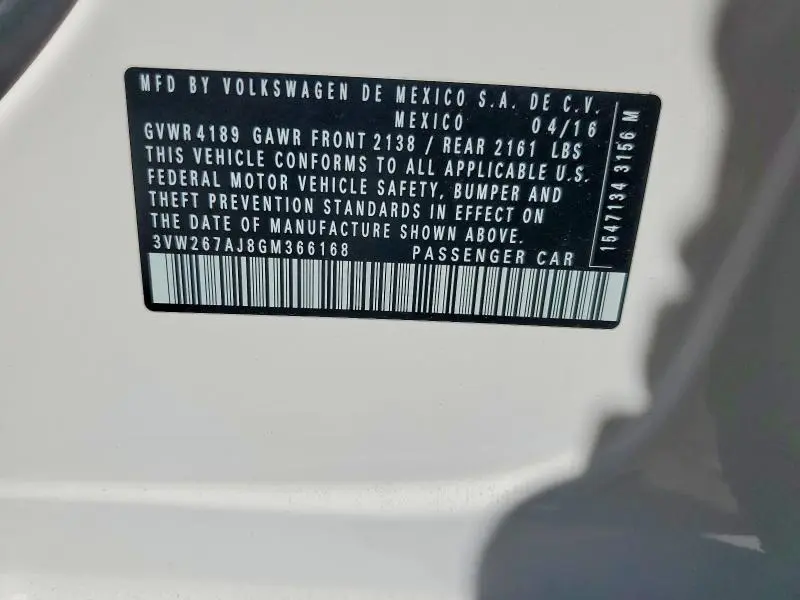 MFD BY VOLKSWAGEN DE MEXICO S.A. DE C.V.
MEXICO 04/16
GVWR 4189 GAWR FRONT 2138 / REAR 2161 LBS
THIS VEHICLE CONFORMS TO ALL APPLICABLE U.S.
FEDERAL MOTOR VEHICLE SAFETY, BUMPER AND
THEFT PREVENTION STANDARDS IN EFFECT ON
THE DATE OF MANUFACTURE SHOWN ABOVE.
3VW267AJ8GM366168 PASSENGER CAR
1547134 3156 M